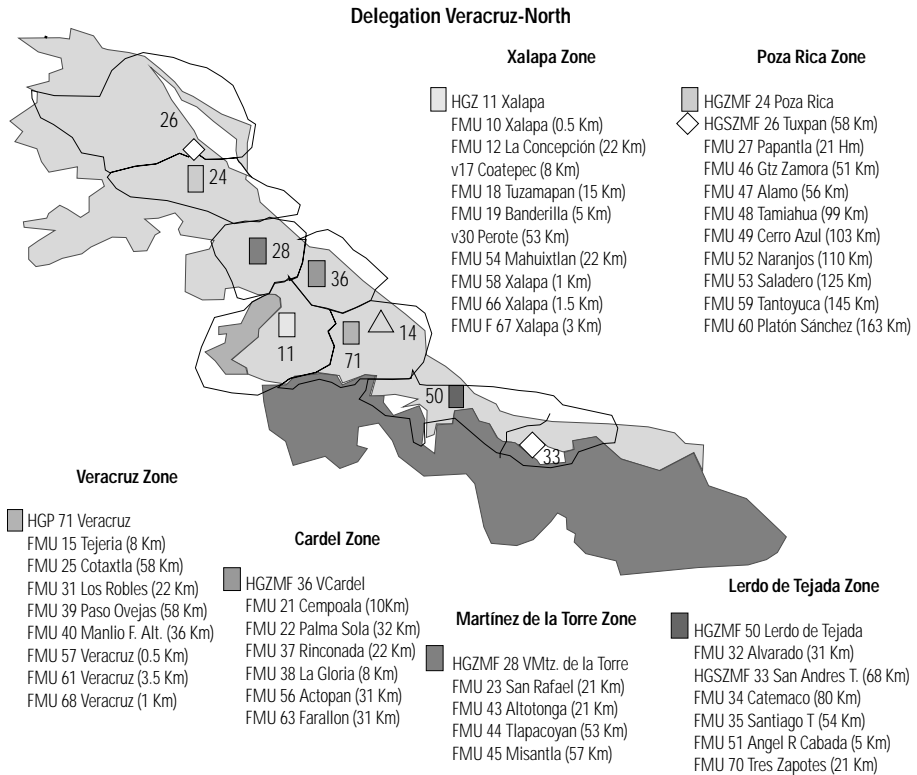 Delegation Veracruz-North
Xalapa Zone
HGZ 11 Xalapa
FMU 10 Xalapa (0.5 Km)
FMU 12 La Concepción (22 Km)
v17 Coatepec (8 Km)
FMU 18 Tuzamapan (15 Km)
FMU 19 Banderilla (5 Km)
v30 Perote (53 Km)
FMU 54 Mahuixtlan (22 Km)
FMU 58 Xalapa (1 Km)
FMU 66 Xalapa (1.5 Km)
FMU F 67 Xalapa (3 Km)
Poza Rica Zone
HGZMF 24 Poza Rica
HGSZMF 26 Tuxpan (58 Km)
FMU 27 Papantla (21 Hm)
FMU 46 Gtz Zamora (51 Km)
FMU 47 Alamo (56 Km)
FMU 48 Tamiahua (99 Km)
FMU 49 Cerro Azul (103 Km)
FMU 52 Naranjos (110 Km)
FMU 53 Saladero (125 Km)
FMU 59 Tantoyuca (145 Km)
FMU 60 Platón Sánchez (163 Km)
26
24
28
36
14
11
71
50
33
Veracruz Zone
HGP 71 Veracruz
FMU 15 Tejeria (8 Km)
FMU 25 Cotaxtla (58 Km)
FMU 31 Los Robles (22 Km)
FMU 39 Paso Ovejas (58 Km)
FMU 40 Manlio F. Alt. (36 Km)
FMU 57 Veracruz (0.5 Km)
FMU 61 Veracruz (3.5 Km)
FMU 68 Veracruz (1 Km)
Cardel Zone
HGZMF 36 VCardel
FMU 21 Cempoala (10Km)
FMU 22 Palma Sola (32 Km)
FMU 37 Rinconada (22 Km)
FMU 38 La Gloria (8 Km)
FMU 56 Actopan (31 Km)
FMU 63 Farallon (31 Km)
Martínez de la Torre Zone
HGZMF 28 VMtz. de la Torre
FMU 23 San Rafael (21 Km)
FMU 43 Altotonga (21 Km)
FMU 44 Tlapacoyan (53 Km)
FMU 45 Misantla (57 Km)
Lerdo de Tejada Zone
HGZMF 50 Lerdo de Tejada
FMU 32 Alvarado (31 Km)
HGSZMF 33 San Andres T. (68 Km)
FMU 34 Catemaco (80 Km)
FMU 35 Santiago T (54 Km)
FMU 51 Angel R Cabada (5 Km)
FMU 70 Tres Zapotes (21 Km)